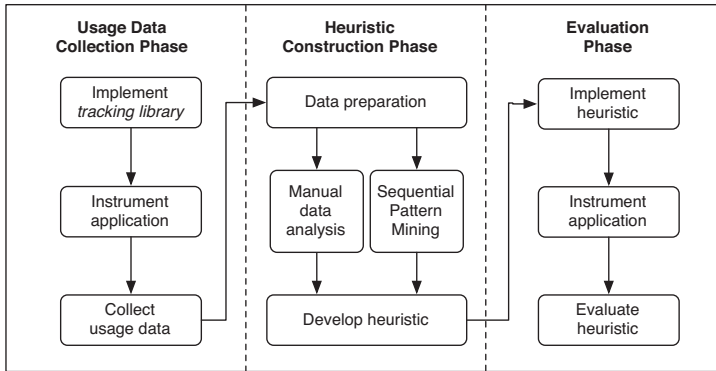 Usage Data
Collection Phase
Implement
tracking library
Instrument
application
Collect
usage data
Heuristic
Construction Phase
Data preparation
Manual
data
analysis
Sequential
Pattern
Mining
Develop heuristic
Evaluation
Phase
Implement
heuristic
Instrument
application
Evaluate
heuristic